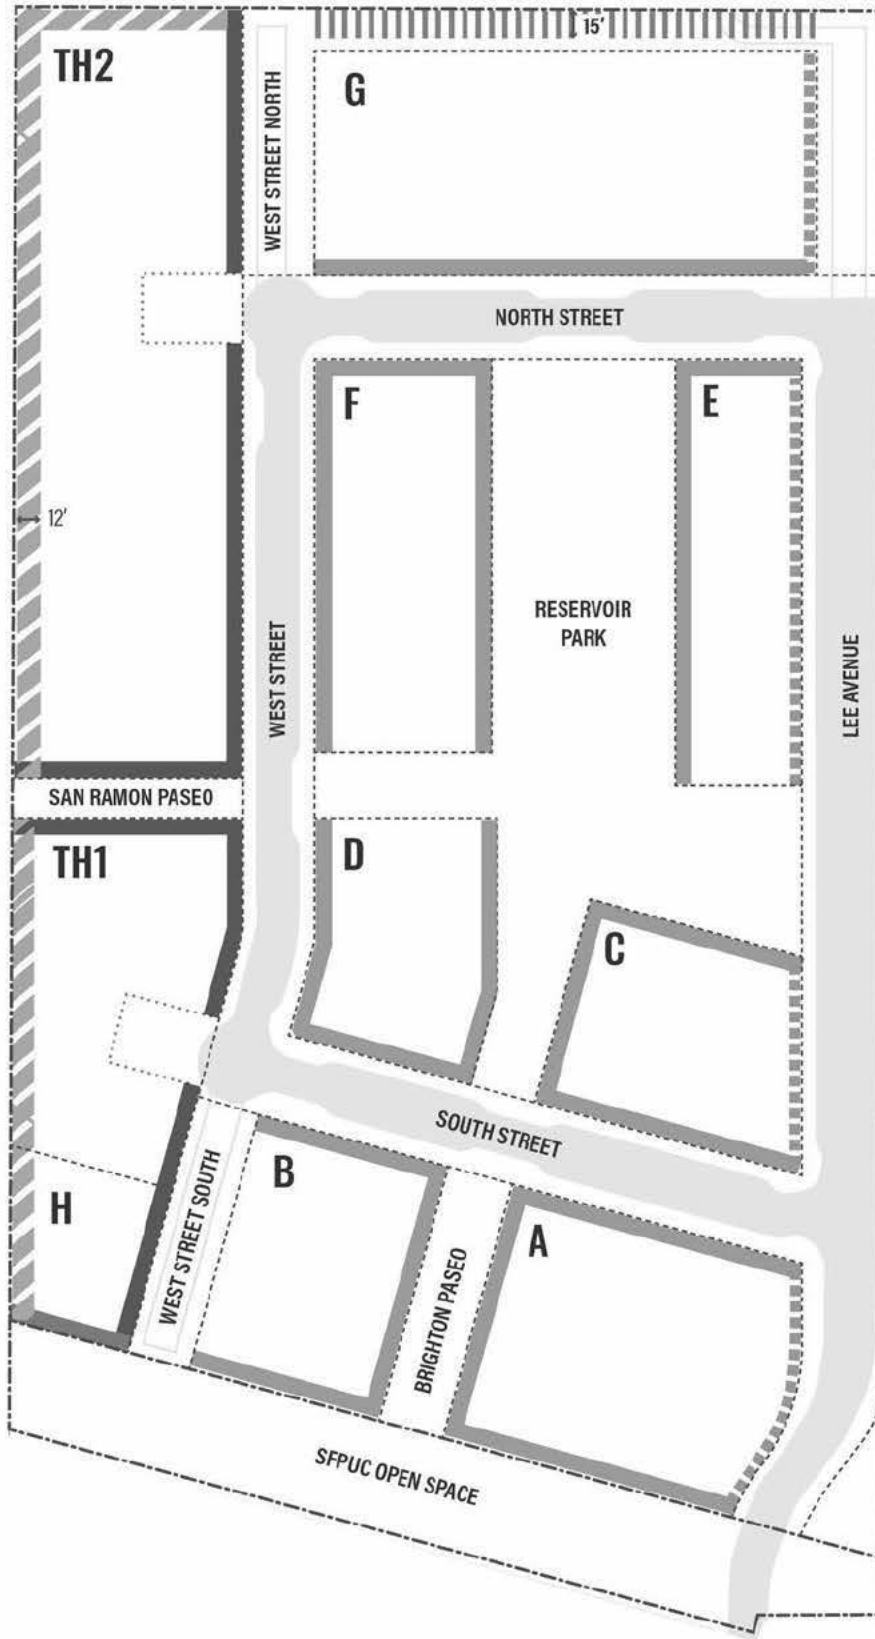 15′
TH2
G
WEST STREET NORTH
NORTH STREET
F
E
12′
RESERVOIR
PARK
WEST STREET
LEE AVENUE
SAN RAMON PASEO
TH1
D
C
SOUTH STREET
B
H
WEST STREET SOUTH
A
BRIGHTON PASEO
SFPUC OPEN SPACE